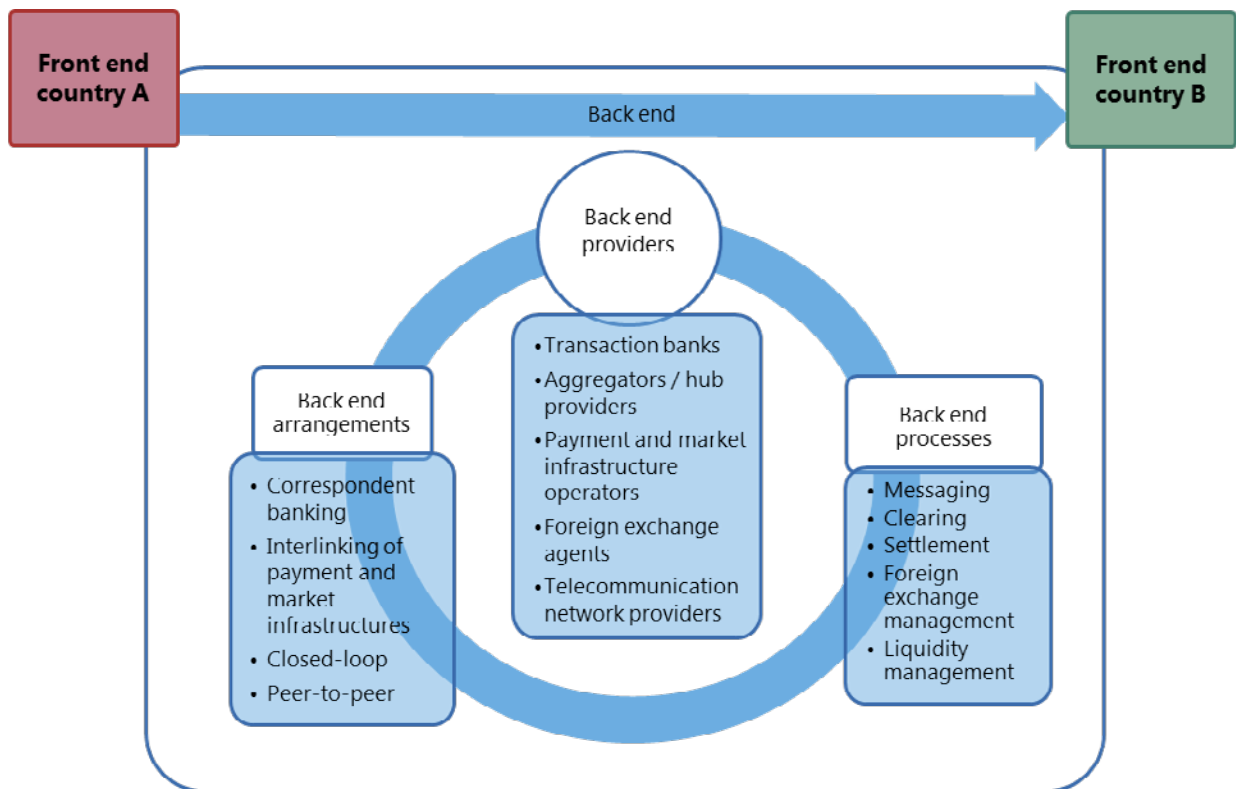 Front end
country A
Front end
country B
Back end
Back end
providers
•Transaction banks
•Aggregators / hub
providers
•Payment and market
infrastructure
operators
•Foreign exchange
agents
•Telecommunication
network providers
Back end
arrangements
• Correspondent
banking
• Interlinking of
payment and
market
infrastructures
• Closed-loop
• Peer-to-peer
Back end
processes
• Messaging
• Clearing
• Settlement
• Foreign
exchange
management
• Liquidity
management